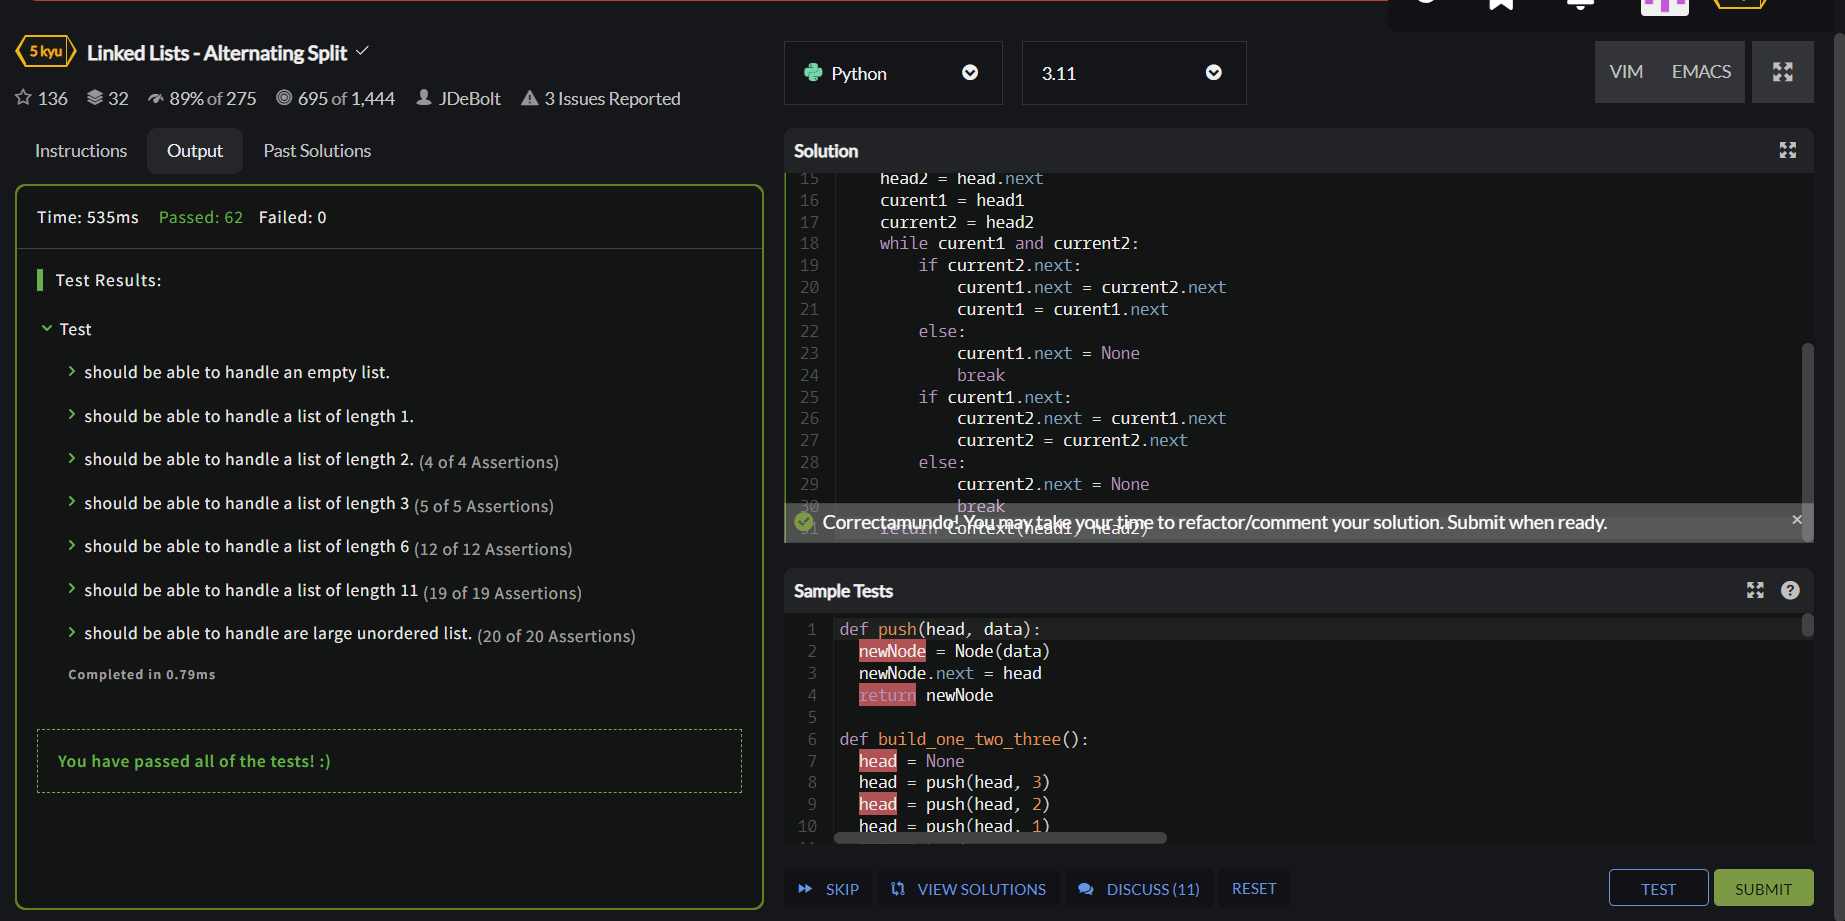 5 kyu Linked Lists - Alternating Split
136 32 89% of 275 695 of 1,444 JDeBolt 3 Issues Reported
Instructions Output Past Solutions
Time: 535ms Passed: 62 Failed: 0
Test Results:
Test
should be able to handle an empty list.
should be able to handle a list of length 1.
should be able to handle a list of length 2. (4 of 4 Assertions)
should be able to handle a list of length 3 (5 of 5 Assertions)
should be able to handle a list of length 6 (12 of 12 Assertions)
should be able to handle a list of length 11 (19 of 19 Assertions)
should be able to handle are large unordered list. (20 of 20 Assertions)
Completed in 0.79ms
You have passed all of the tests! :)
Python 3.11 VIM EMACS
Solution
15 head2 = head.next
16 curent1 = head1
17 current2 = head2
18 while curent1 and current2:
19 if current2.next:
20 curent1.next = current2.next
21 curent1 = curent1.next
22 else:
23 curent1.next = None
24 break
25 if curent1.next:
26 current2.next = curent1.next
27 current2 = current2.next
28 else:
29 current2.next = None
30 break
31 return Context(head1, head2)
Correctamundo! You may take your time to refactor/comment your solution. Submit when ready.
Sample Tests
1 def push(head, data):
2 newNode = Node(data)
3 newNode.next = head
4 return newNode
5
6 def build_one_two_three():
7 head = None
8 head = push(head, 3)
9 head = push(head, 2)
10 head = push(head, 1)
SKIP VIEW SOLUTIONS DISCUSS (11) RESET TEST SUBMIT